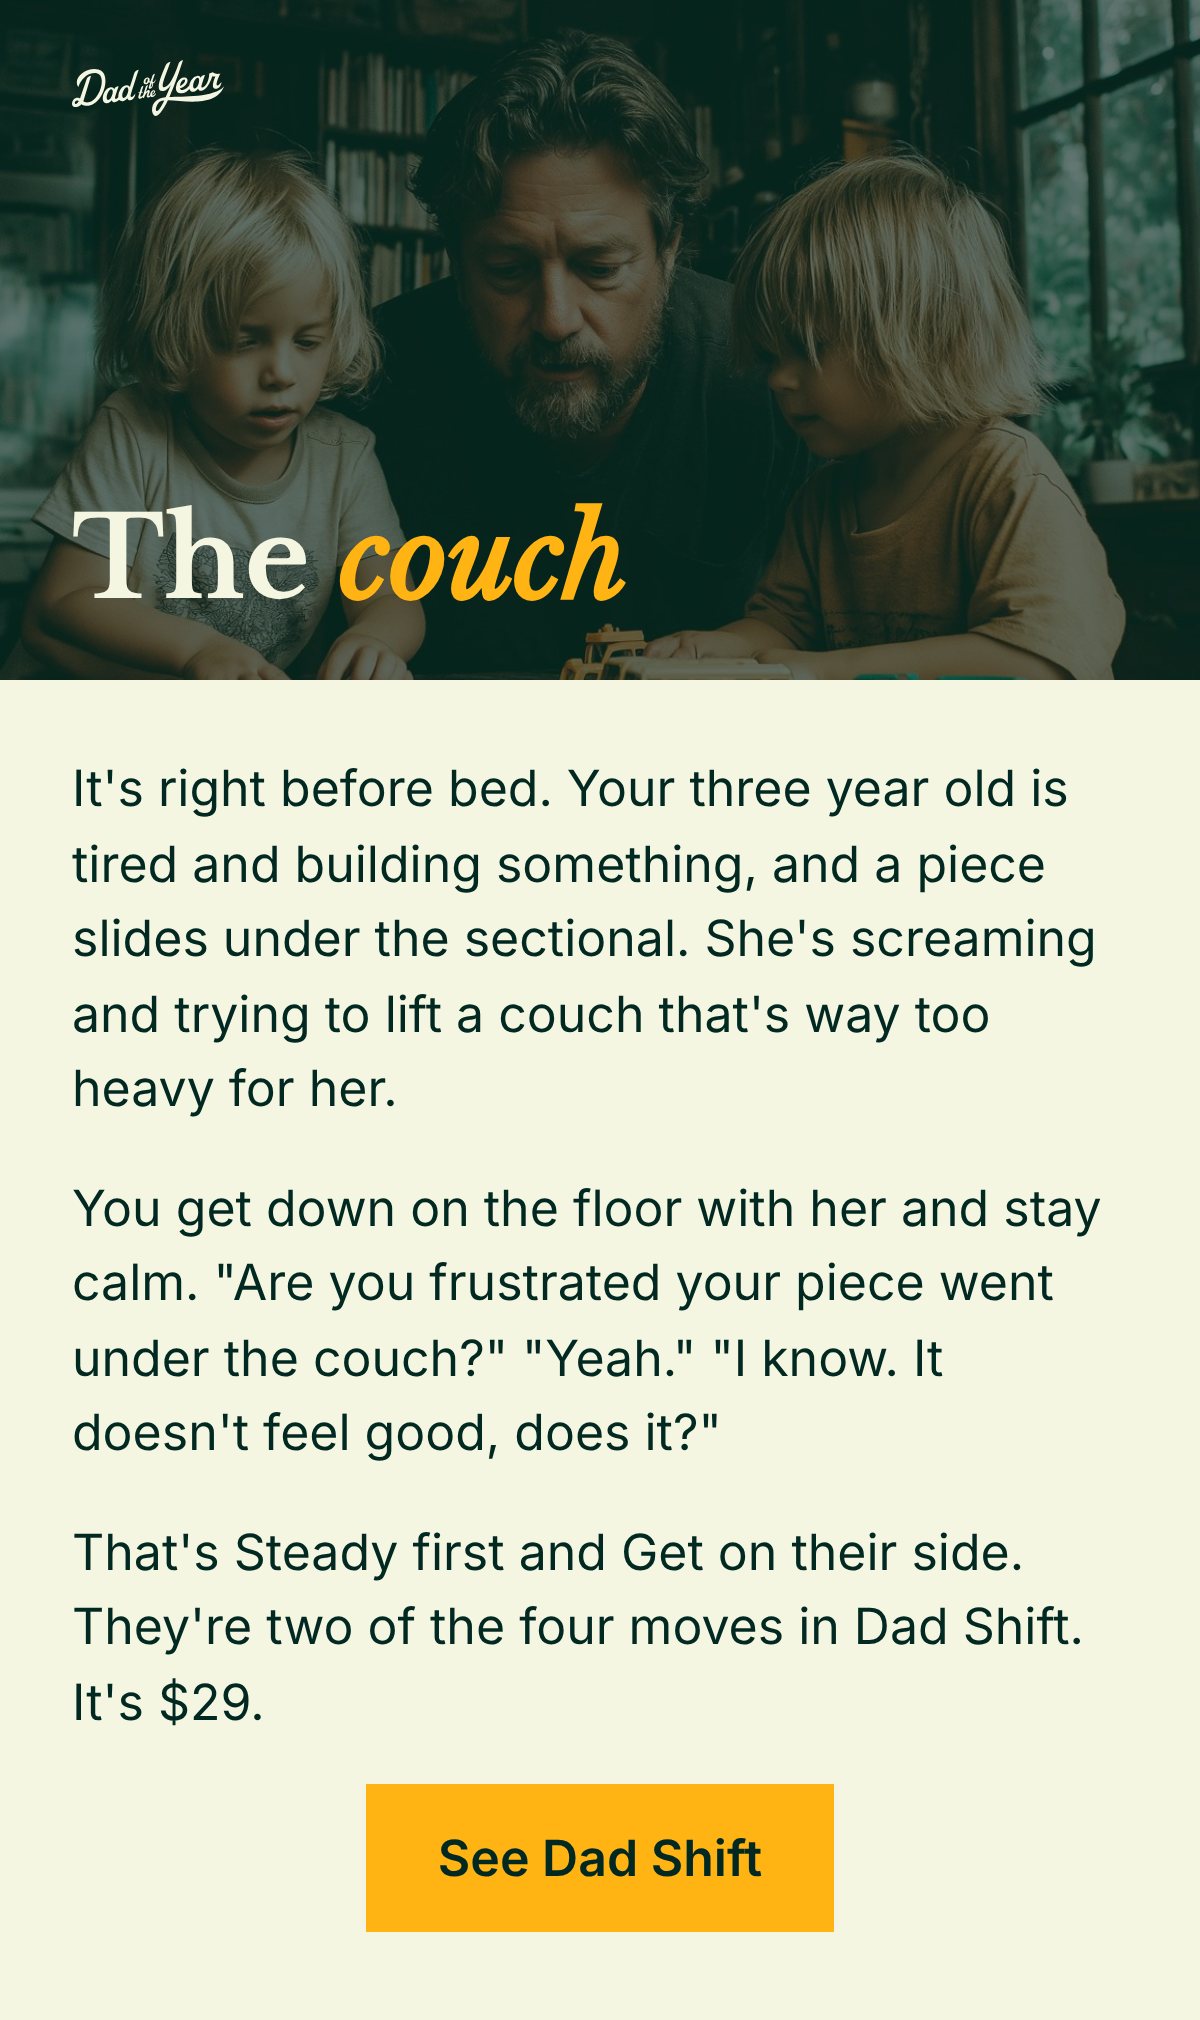 Dad of the Year
The couch
It's right before bed. Your three year old is
tired and building something, and a piece
slides under the sectional. She's screaming
and trying to lift a couch that's way too
heavy for her.
You get down on the floor with her and stay
calm. "Are you frustrated your piece went
under the couch?" "Yeah." "I know. It
doesn't feel good, does it?"
That's Steady first and Get on their side.
They're two of the four moves in Dad Shift.
It's $29.
See Dad Shift